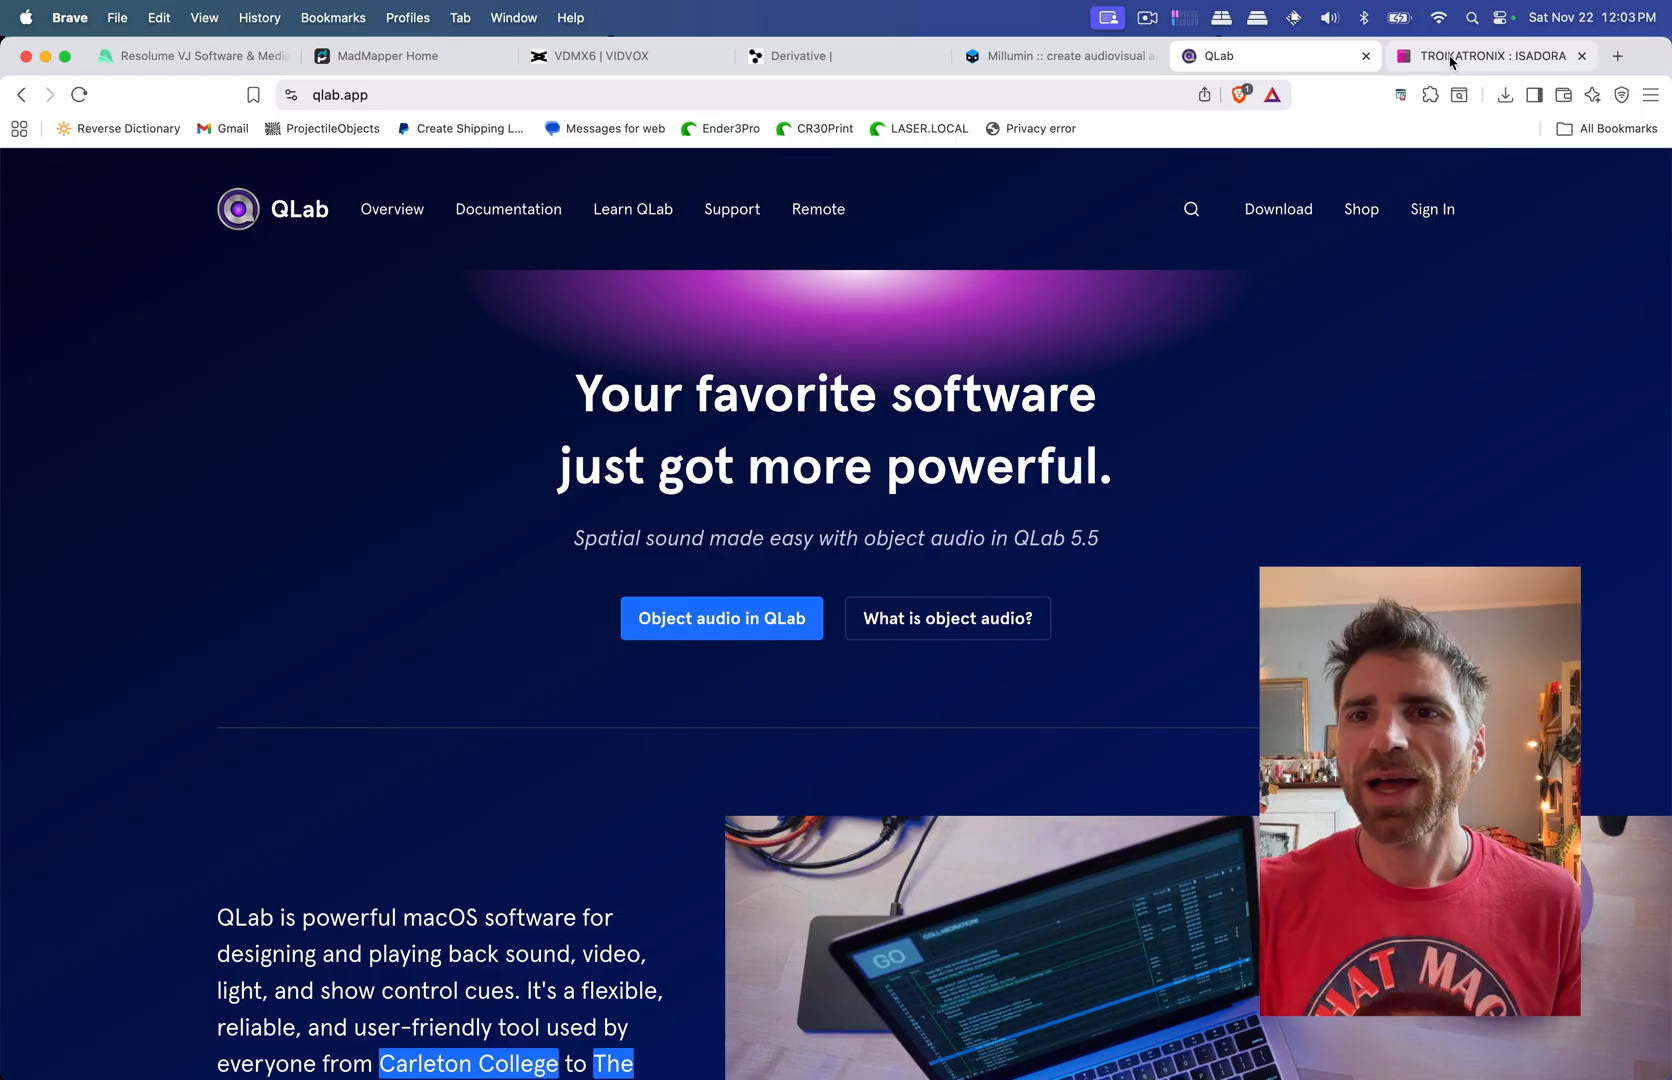 Brave File Edit View History Bookmarks Profiles Tab Window Help Sat Nov 22 12:03 PM
Resolume VJ Software & Media MadMapper Home VDMX6 | VIDVOX Derivative | Millumin :: create audiovisual a QLab TROIKATRONIX : ISADORA
qlab.app 1
Reverse Dictionary Gmail ProjectileObjects Create Shipping L... Messages for web Ender3Pro CR30Print LASER.LOCAL Privacy error All Bookmarks
QLab Overview Documentation Learn QLab Support Remote Download Shop Sign In
Your favorite software
just got more powerful.
Spatial sound made easy with object audio in QLab 5.5
Object audio in QLab What is object audio?
QLab is powerful macOS software for
designing and playing back sound, video,
light, and show control cues. It's a flexible,
reliable, and user-friendly tool used by
everyone from Carleton College to The
GO
HAT MAG